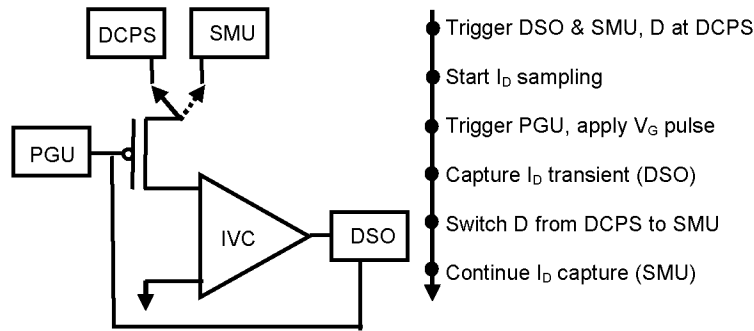 DCPS
SMU
PGU
IVC
DSO
Trigger DSO & SMU, D at DCPS
Start I_D sampling
Trigger PGU, apply V_G pulse
Capture I_D transient (DSO)
Switch D from DCPS to SMU
Continue I_D capture (SMU)